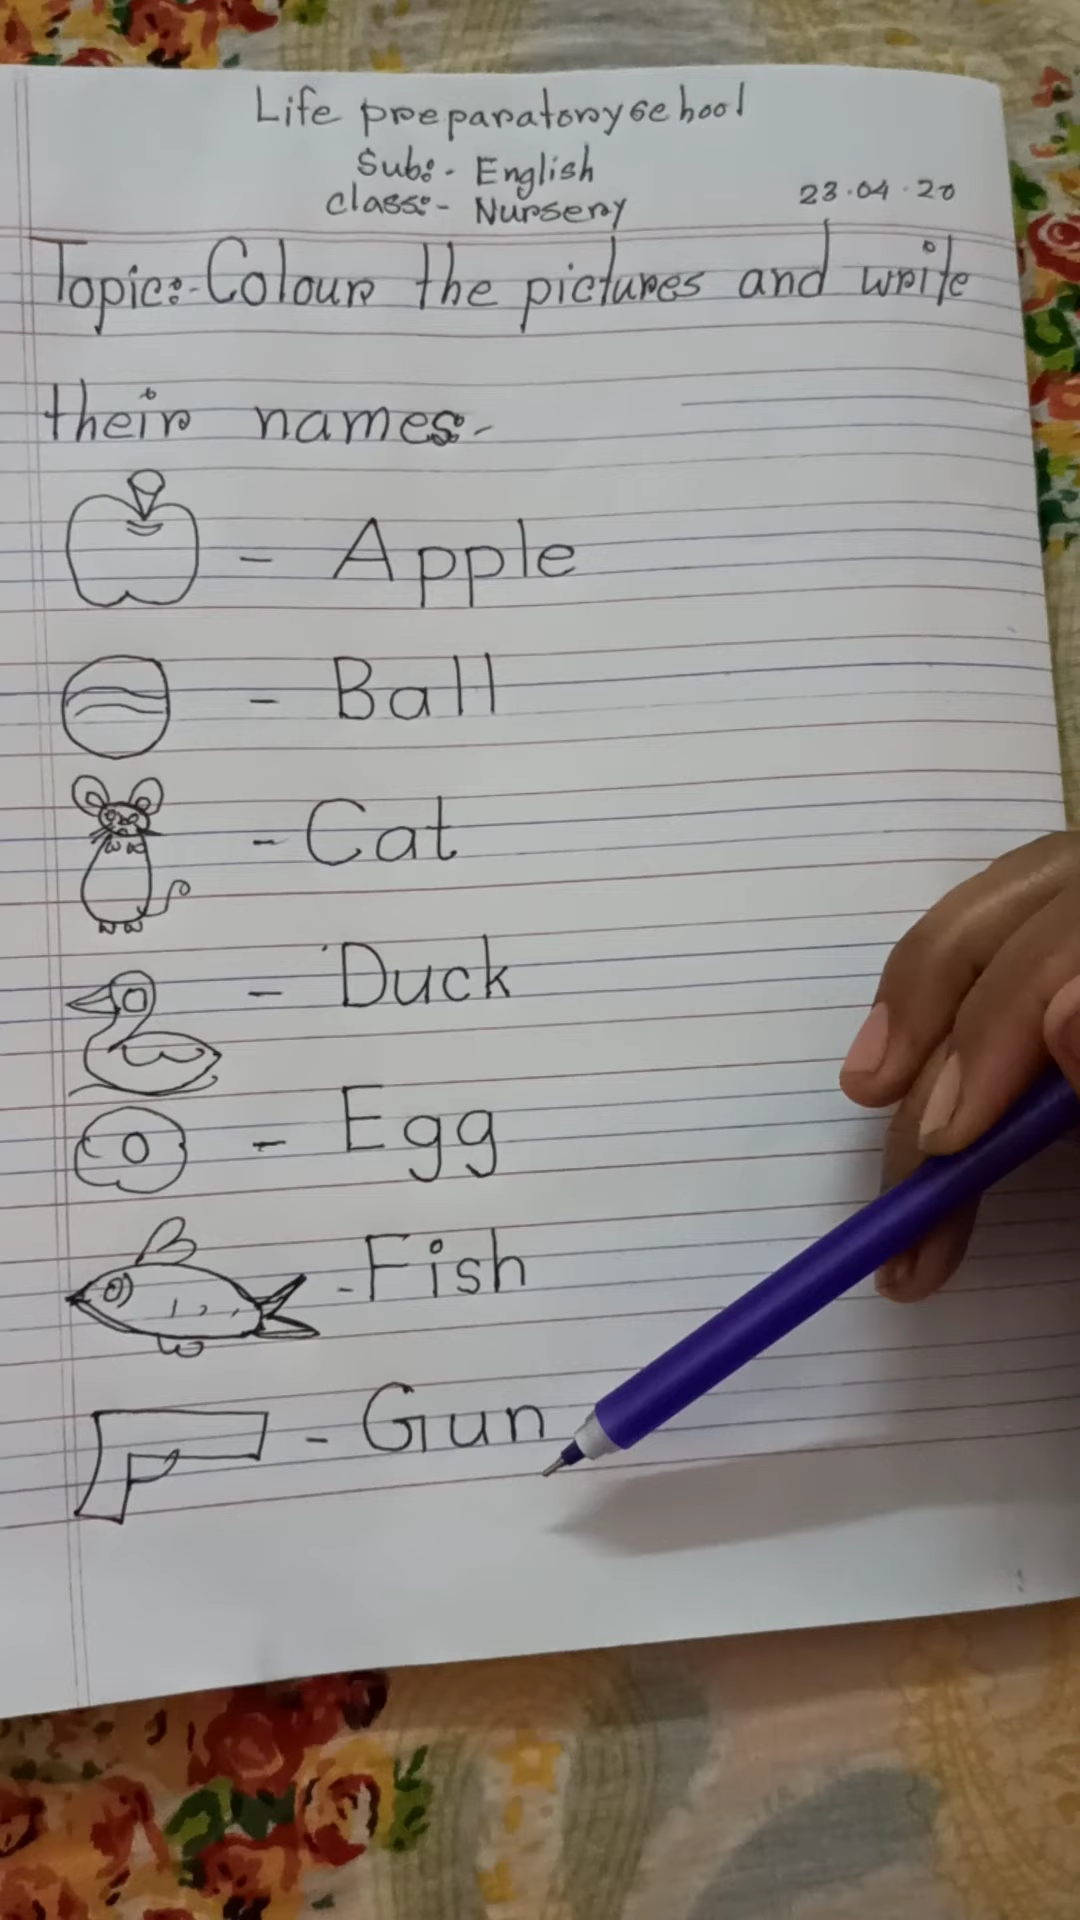 Life preparatory school
Sub:- English
class:- Nursery
23.04.20
Topic:- Colour the pictures and write
their names:-
- Apple
- Ball
- Cat
- Duck
- Egg
- Fish
- Gun